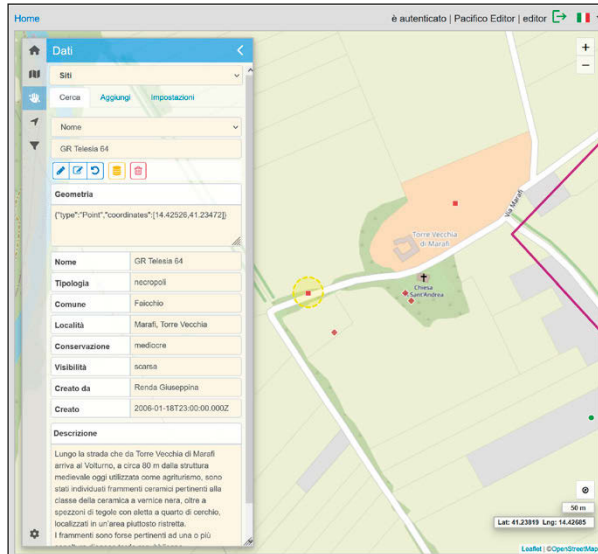 Home
è autenticato | Pacifico Editor | editor
Dati
Siti
Cerca Aggiungi Impostazioni
Nome
GR Telesia 64
Geometria
{"type":"Point","coordinates":[14.42526,41.23472]}
Nome GR Telesia 64
Tipologia necropoli
Comune Faicchio
Località Marafi, Torre Vecchia
Conservazione mediocre
Visibilità scarsa
Creato da Renda Giuseppina
Creato 2006-01-18T23:00:00.000Z
Descrizione
Lungo la strada che da Torre Vecchia di Marafi
arriva al Volturno, a circa 80 m dalla struttura
medievale oggi utilizzata come agriturismo, sono
stati individuati frammenti ceramici pertinenti alla
classe della ceramica a vernice nera, oltre a
spezzoni di tegole con aletta a quarto di cerchio,
localizzati in un'area piuttosto ristretta.
I frammenti sono forse pertinenti ad una o più
+
−
Via Marafi
Torre Vecchia
di Marafi
Chiesa
Sant'Andrea
50 m
Lat: 41.23819 Lng: 14.42605
Leaflet | ©OpenStreetMap